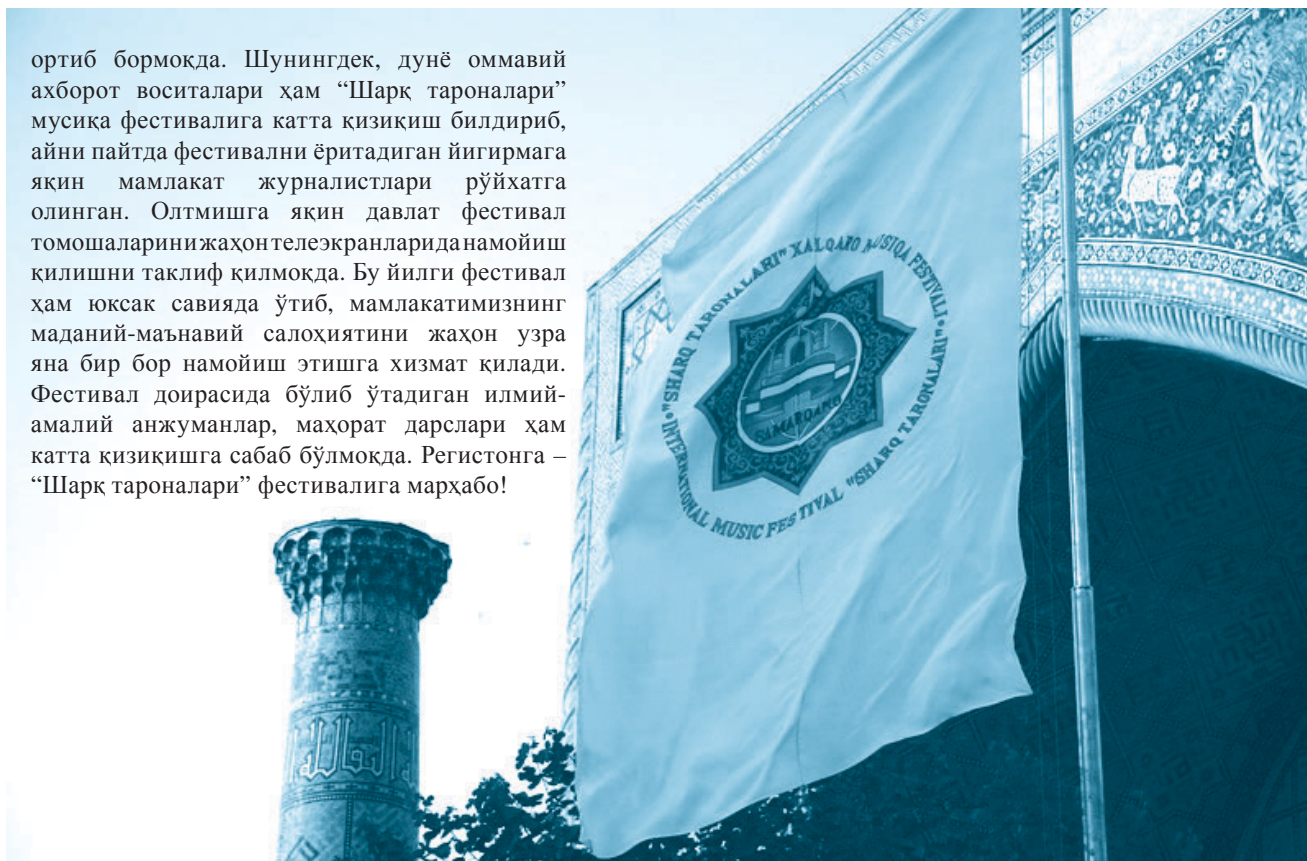 ортиб бормоқда. Шунингдек, дунё оммавий
ахборот воситалари ҳам “Шарқ тароналари”
мусиқа фестивалига катта қизиқиш билдириб,
айни пайтда фестивални ёритадиган йигирмага
яқин мамлакат журналистлари рўйхатга
олинган. Олтмишга яқин давлат фестивал
томошаларини жаҳон телеэкранларида намойиш
қилишни таклиф қилмоқда. Бу йилги фестивал
ҳам юксак савияда ўтиб, мамлакатимизнинг
маданий-маънавий салоҳиятини жаҳон узра
яна бир бор намойиш этишга хизмат қилади.
Фестивал доирасида бўлиб ўтадиган илмий-
амалий анжуманлар, маҳорат дарслари ҳам
катта қизиқишга сабаб бўлмоқда. Регистонга –
“Шарқ тароналари” фестивалига марҳабо!
"SHARQ TARONALARI" XALQARO MUSIQA FESTIVALI
INTERNATIONAL MUSIC FESTIVAL "SHARQ TARONALARI"
SAMARQAND